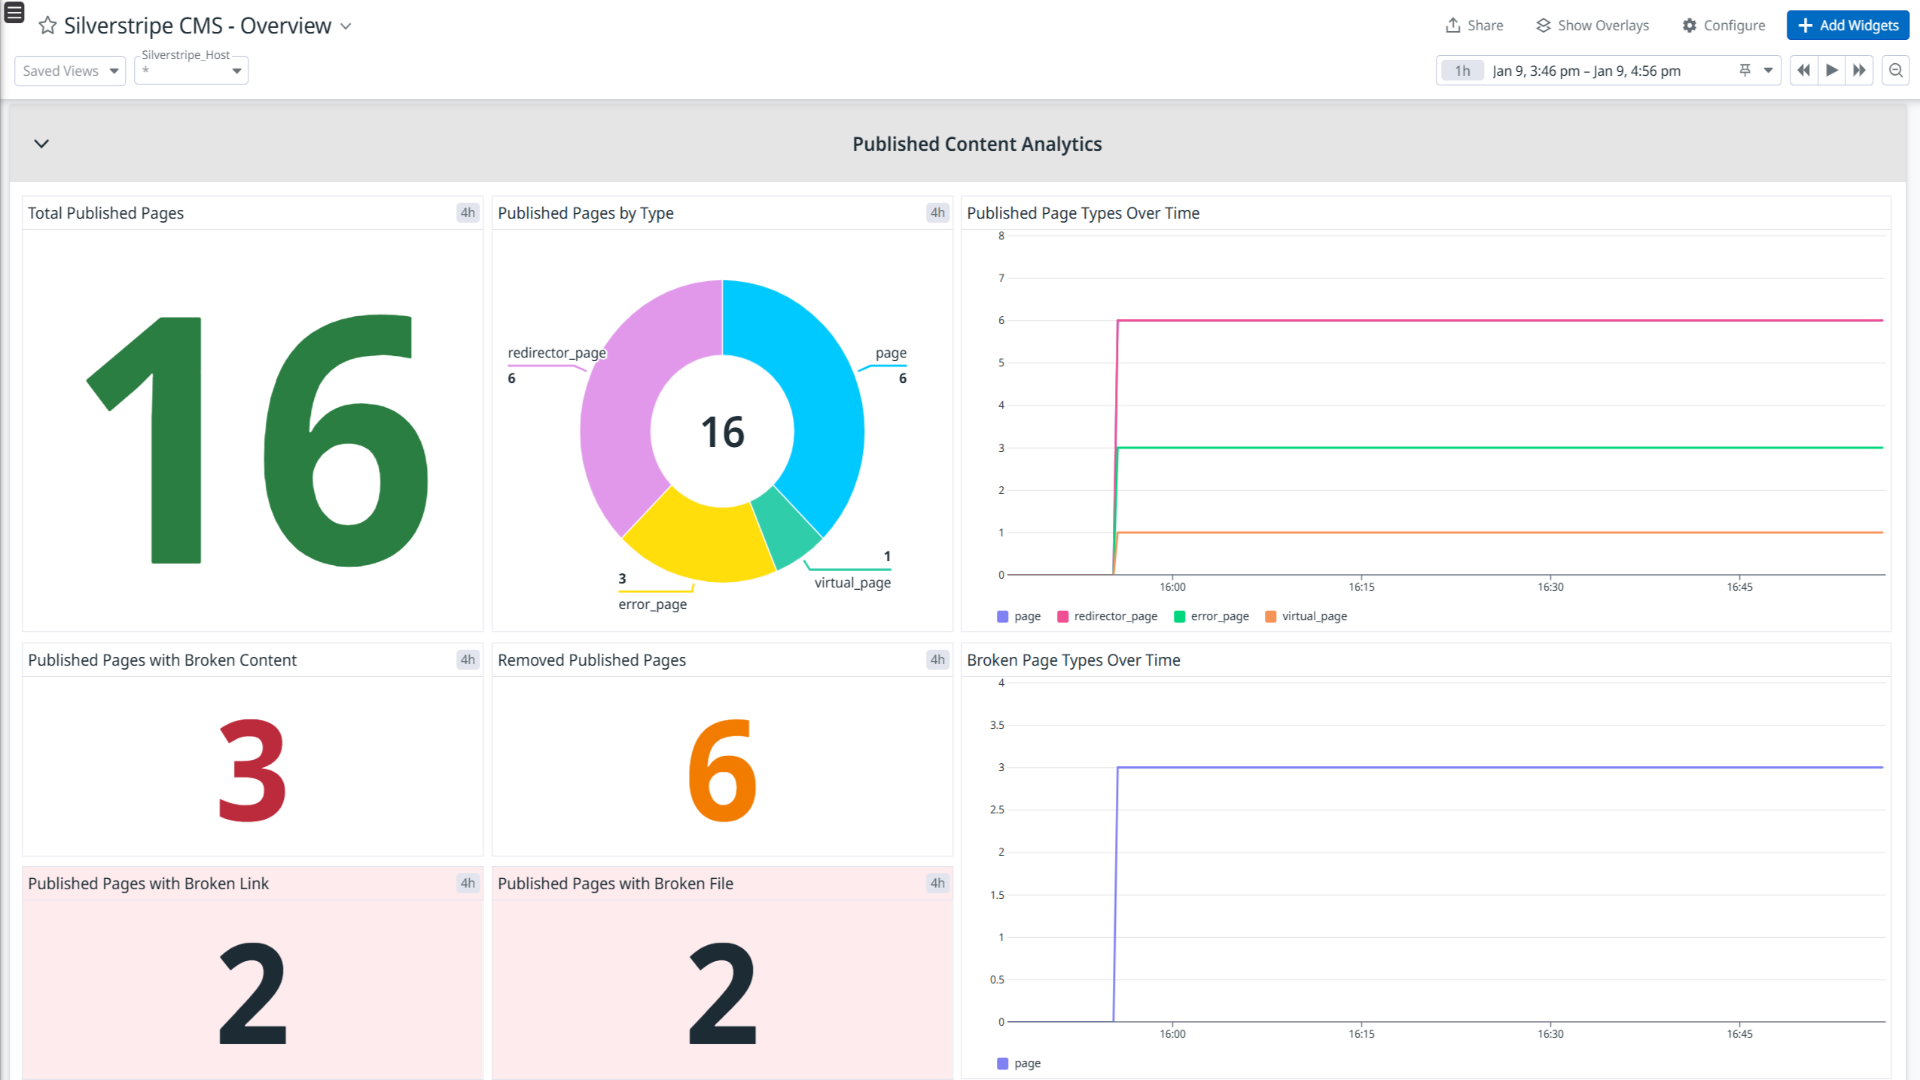 Silverstripe CMS - Overview
Share
Show Overlays
Configure
Add Widgets
Saved Views
Silverstripe_Host
*
1h
Jan 9, 3:46 pm – Jan 9, 4:56 pm
Published Content Analytics
Total Published Pages
4h
16
Published Pages by Type
4h
redirector_page
6
page
6
16
1
virtual_page
3
error_page
Published Page Types Over Time
8
7
6
5
4
3
2
1
0
16:00
16:15
16:30
16:45
page
redirector_page
error_page
virtual_page
Published Pages with Broken Content
4h
3
Removed Published Pages
4h
6
Broken Page Types Over Time
4
3.5
3
2.5
2
1.5
1
0.5
0
16:00
16:15
16:30
16:45
page
Published Pages with Broken Link
4h
2
Published Pages with Broken File
4h
2